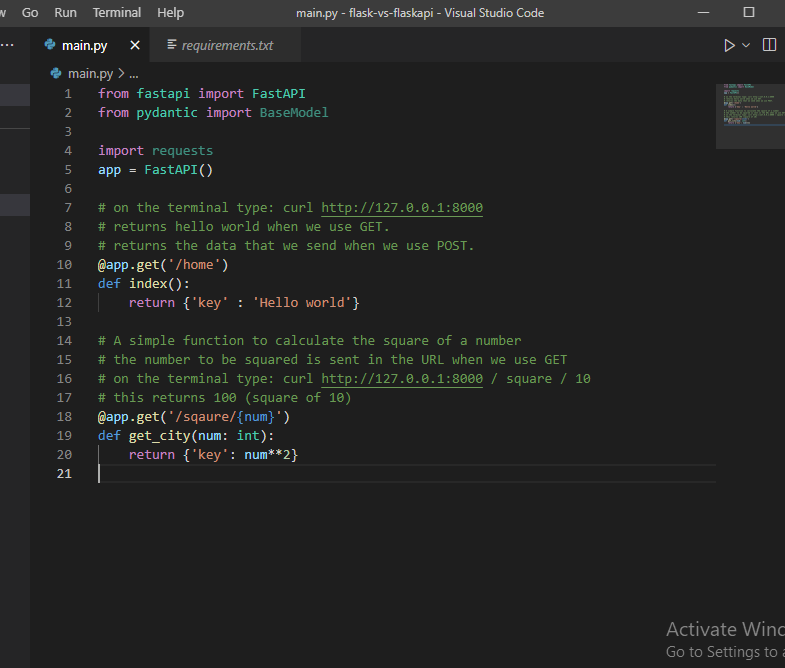 Go Run Terminal Help main.py - flask-vs-flaskapi - Visual Studio Code
main.py requirements.txt
main.py > ...
1 from fastapi import FastAPI
2 from pydantic import BaseModel
3
4 import requests
5 app = FastAPI()
6
7 # on the terminal type: curl http://127.0.0.1:8000
8 # returns hello world when we use GET.
9 # returns the data that we send when we use POST.
10 @app.get('/home')
11 def index():
12 return {'key' : 'Hello world'}
13
14 # A simple function to calculate the square of a number
15 # the number to be squared is sent in the URL when we use GET
16 # on the terminal type: curl http://127.0.0.1:8000 / square / 10
17 # this returns 100 (square of 10)
18 @app.get('/sqaure/{num}')
19 def get_city(num: int):
20 return {'key': num**2}
21
Activate Wind
Go to Settings to a